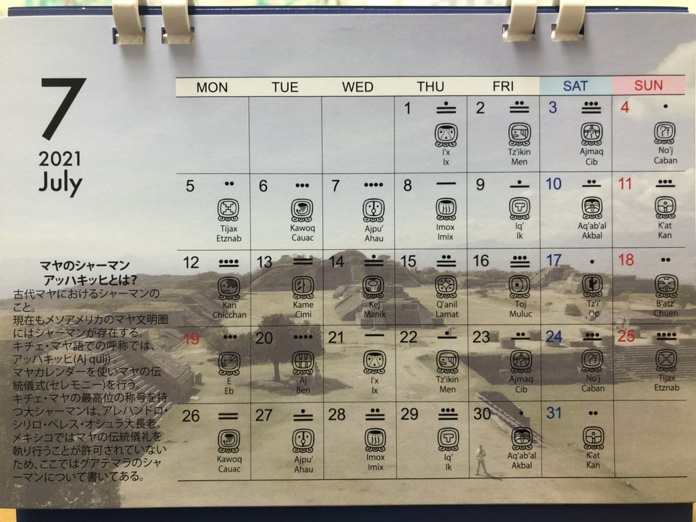 7
2021
July
MON TUE WED THU FRI SAT SUN
1 2 3 4
I'x Tz'ikin Ajmaq No'j
Ix Men Cib Caban
5 6 7 8 9 10 11
Tijax Kawoq Ajpu' Imox Iq' Aq'ab'al K'at
Etznab Cauac Ahau Imix Ik Akbal Kan
12 13 14 15 16 17 18
Kan Kame Kej Q'anil Toj Tz'i' B'atz'
Chicchan Cimi Manik Lamat Muluc Oc Chuen
19 20 21 22 23 24 25
E Aj I'x Tz'ikin Ajmaq No'j Tijax
Eb Ben Ix Men Cib Caban Etznab
26 27 28 29 30 31
Kawoq Ajpu' Imox Iq' Aq'ab'al K'at
Cauac Ahau Imix Ik Akbal Kan
マヤのシャーマン
アッハキッヒとは?
古代マヤにおけるシャーマンの
こと。
現在もメソアメリカのマヤ文明圏
にはシャーマンが存在する。
キチェ・マヤ語での呼称では、
アッハキッヒ(Aj quij)
マヤカレンダーを使いマヤの伝
統儀式(セレモニー)を行う。
キチェ・マヤの最高位の称号を持
つ大シャーマンは、アレハンドロ・
シリロ・ペレス・オシュラ大長老。
メキシコではマヤの伝統儀礼を
執り行うことが許可されていない
ため、ここではグアテマラのシャ
ーマンについて書いてある。